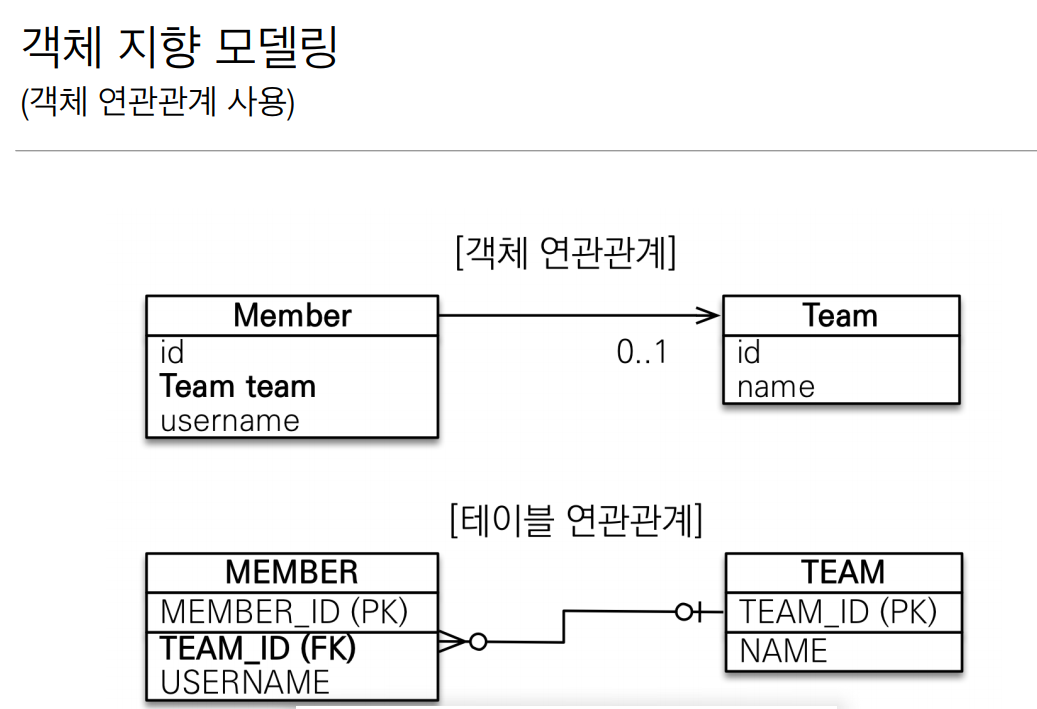 객체 지향 모델링
(객체 연관관계 사용)
[객체 연관관계]
Member
id
Team team
username
0..1
Team
id
name
[테이블 연관관계]
MEMBER
MEMBER_ID (PK)
TEAM_ID (FK)
USERNAME
TEAM
TEAM_ID (PK)
NAME